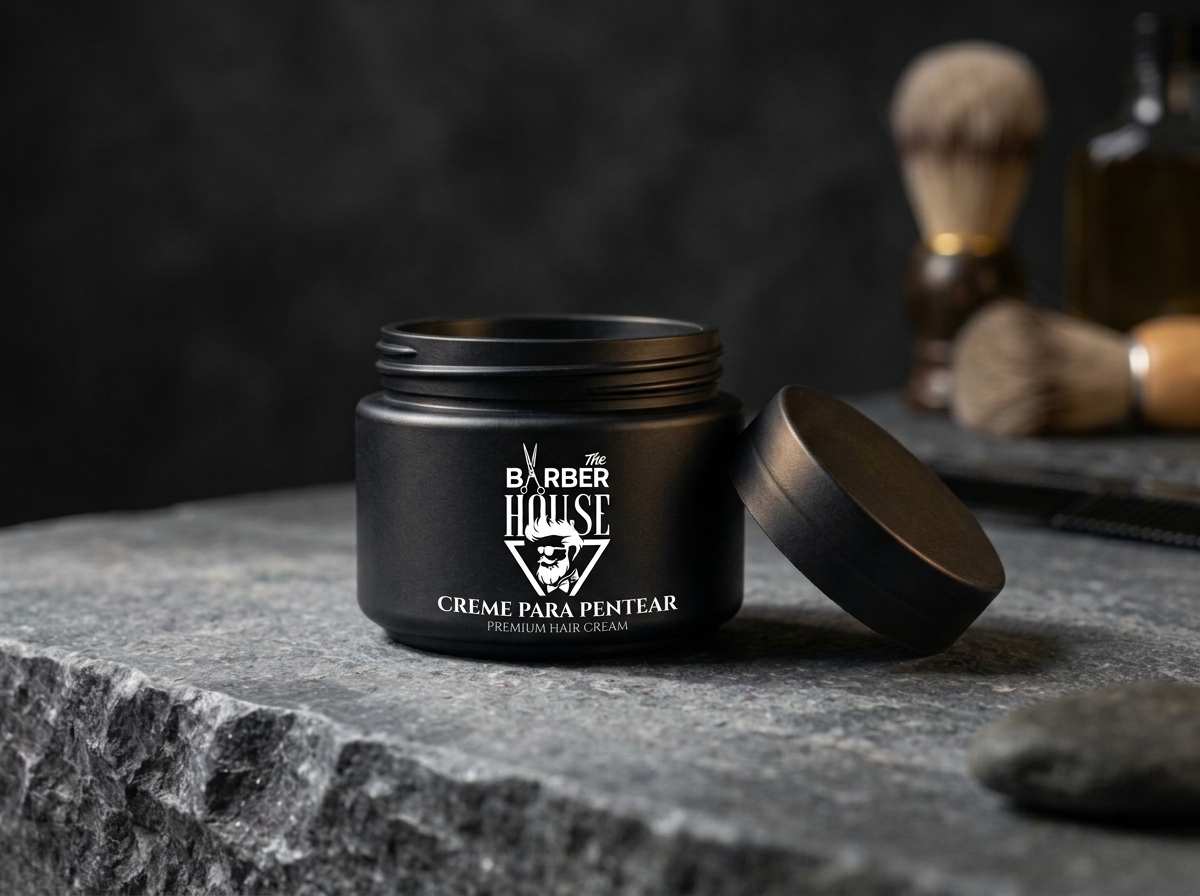 The
BARBER
HOUSE
CREME PARA PENTEAR
PREMIUM HAIR CREAM